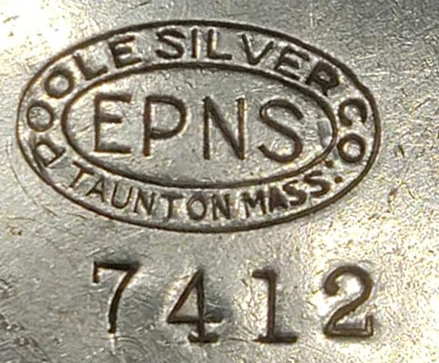 POOLE SILVER CO.
EPNS
TAUNTON MASS.
7412